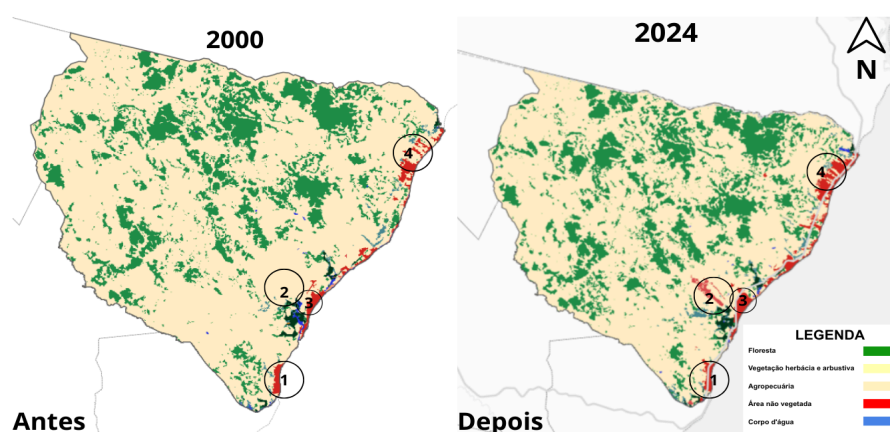 2000
2024
N
4
2
3
1
4
2
3
1
Antes
Depois
LEGENDA
Floresta
Vegetação herbácia e arbustiva
Agropecuária
Área não vegetada
Corpo d'água